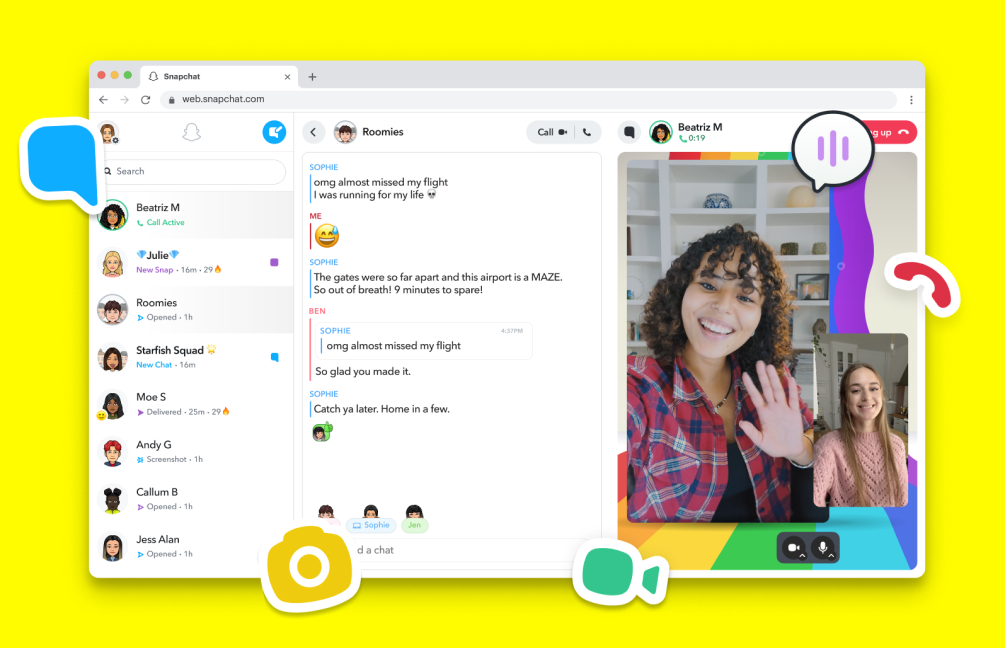 Snapchat
web.snapchat.com
Search
Beatriz M
Call Active
💎Julie💎
New Snap · 16m · 29🔥
Roomies
Opened · 1h
Starfish Squad
New Chat · 16m
Moe S
Delivered · 25m · 29🔥
Andy G
Screenshot · 1h
Callum B
Opened · 1h
Jess Alan
Opened · 1h
Roomies
Call
SOPHIE
omg almost missed my flight
I was running for my life 💀
ME
😅
SOPHIE
The gates were so far apart and this airport is a MAZE.
So out of breath! 9 minutes to spare!
BEN
SOPHIE 4:37PM
omg almost missed my flight
So glad you made it.
SOPHIE
Catch ya later. Home in a few.
Sophie
Jen
d a chat
Beatriz M
0:19
g up